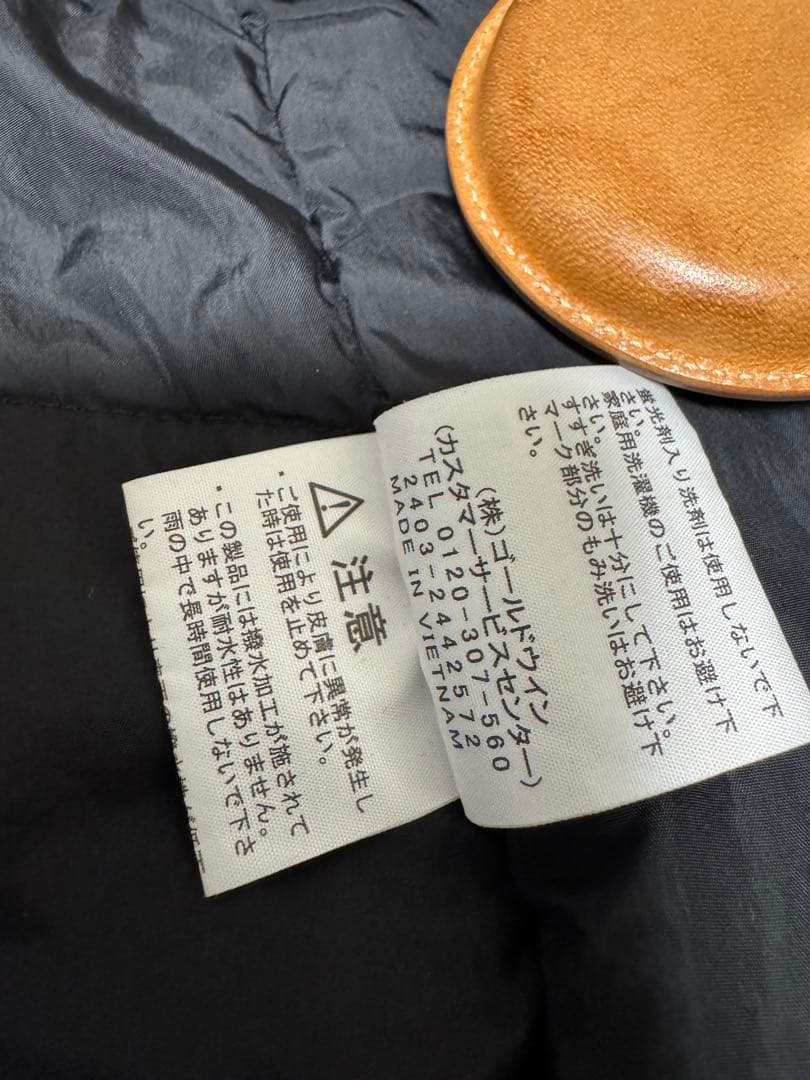 蛍光剤入り洗剤は使用しないで下
さい。
家庭用洗濯機のご使用はお避け下
さい。
すすぎ洗いは十分にして下さい。
マーク部分のもみ洗いはお避け下
さい。
(株)ゴールドウイン
(カスタマーサービスセンター)
TEL 0120-307-560
2403-242572
MADE IN VIETNAM
注意
・ご使用により皮膚に異常が発生し
た時は使用を止めて下さい。
・この製品には撥水加工が施されて
ありますが耐水性はありません。
雨の中で長時間使用しないで下さ
い。